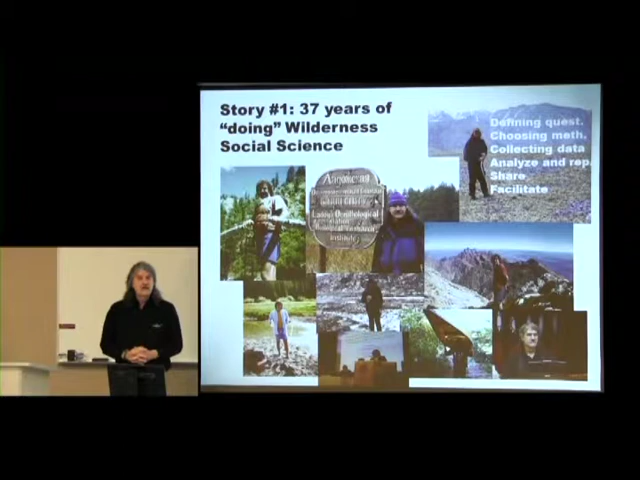 Story #1: 37 years of
"doing" Wilderness
Social Science
Defining quest.
Choosing meth.
Collecting data
Analyze and rep.
Share
Facilitate
Station